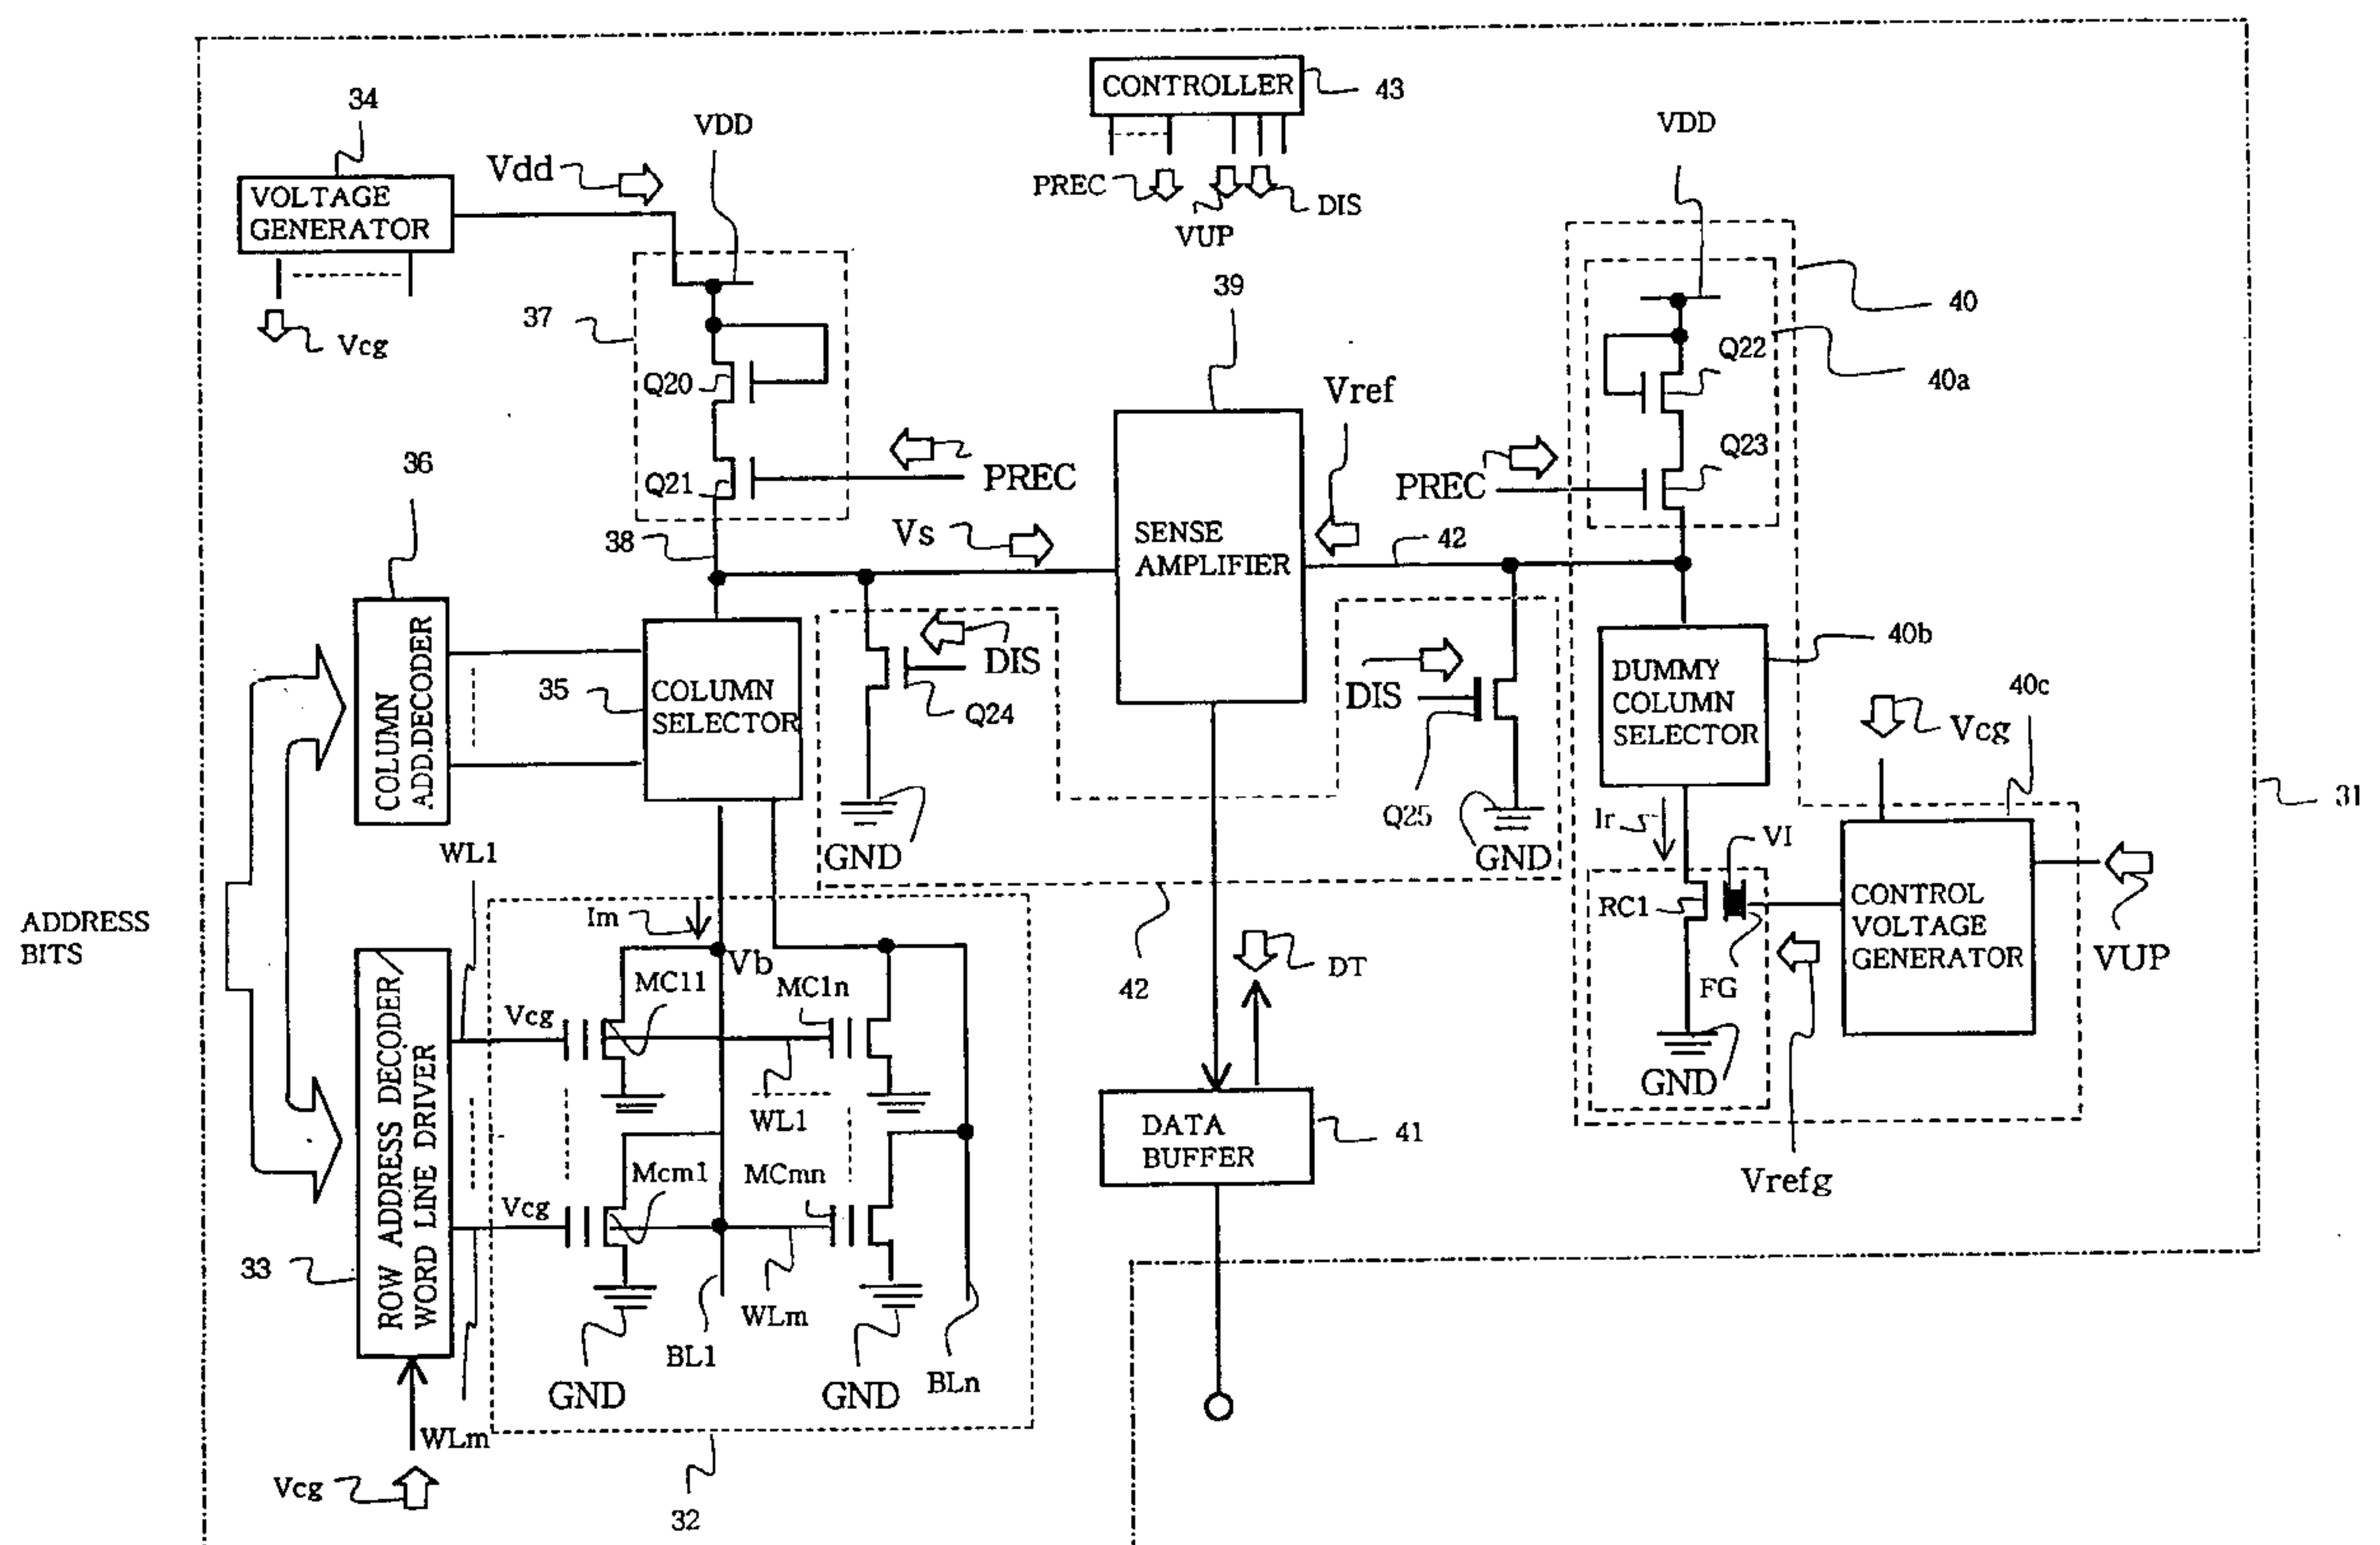 CONTROLLER
43
34
VDD
VDD
Vdd
PREC
DIS
VUP
VOLTAGE
GENERATOR
Vcg
37
39
40
Q20
Q22
40a
Vref
Q23
36
Q21
PREC
PREC
38
Vs
SENSE
AMPLIFIER
42
COLUMN
ADD.DECODER
35
COLUMN
SELECTOR
DIS
Q24
GND
DIS
Q25
GND
DUMMY
COLUMN
SELECTOR
40b
40c
Vcg
31
Ir
VI
WL1
ADDRESS
BITS
Im
Vb
RC1
FG
GND
CONTROL
VOLTAGE
GENERATOR
VUP
42
DT
MC11
MC1n
Vcg
WL1
ROW ADDRESS DECODER/
WORD LINE DRIVER
DATA
BUFFER
41
Vrefg
Mcm1
MCmn
Vcg
33
WLm
BL1
GND
GND
BLn
WLm
Vcg
32